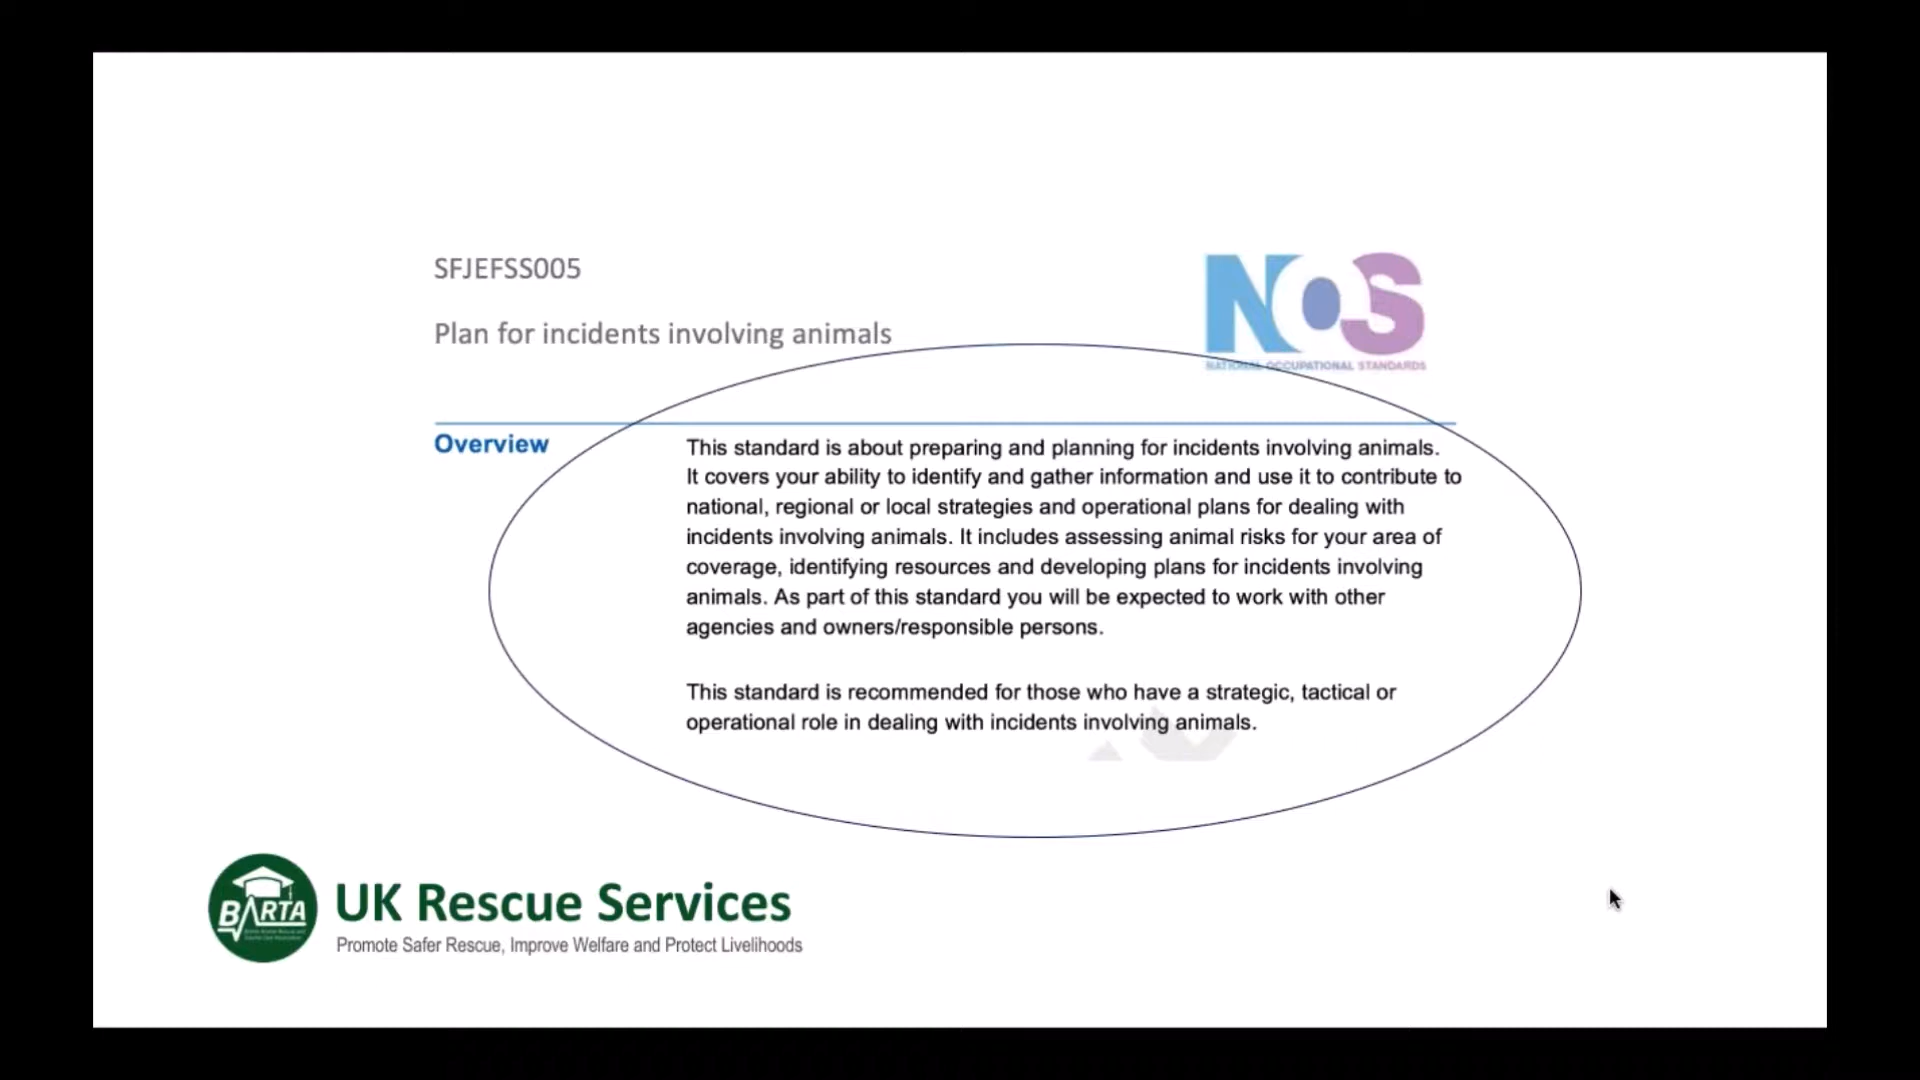 SFJEFSS005
Plan for incidents involving animals
NOS
NATIONAL OCCUPATIONAL STANDARDS
Overview
This standard is about preparing and planning for incidents involving animals.
It covers your ability to identify and gather information and use it to contribute to
national, regional or local strategies and operational plans for dealing with
incidents involving animals. It includes assessing animal risks for your area of
coverage, identifying resources and developing plans for incidents involving
animals. As part of this standard you will be expected to work with other
agencies and owners/responsible persons.
This standard is recommended for those who have a strategic, tactical or
operational role in dealing with incidents involving animals.
BARTA
UK Rescue Services
Promote Safer Rescue, Improve Welfare and Protect Livelihoods